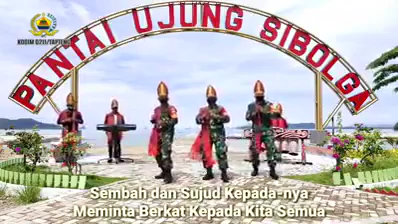 KODIM 0211/TAPTENG
PANTAI UJUNG SIBOLGA
Sembah dan Sujud Kepada-nya
Meminta Berkat Kepada Kita Semua